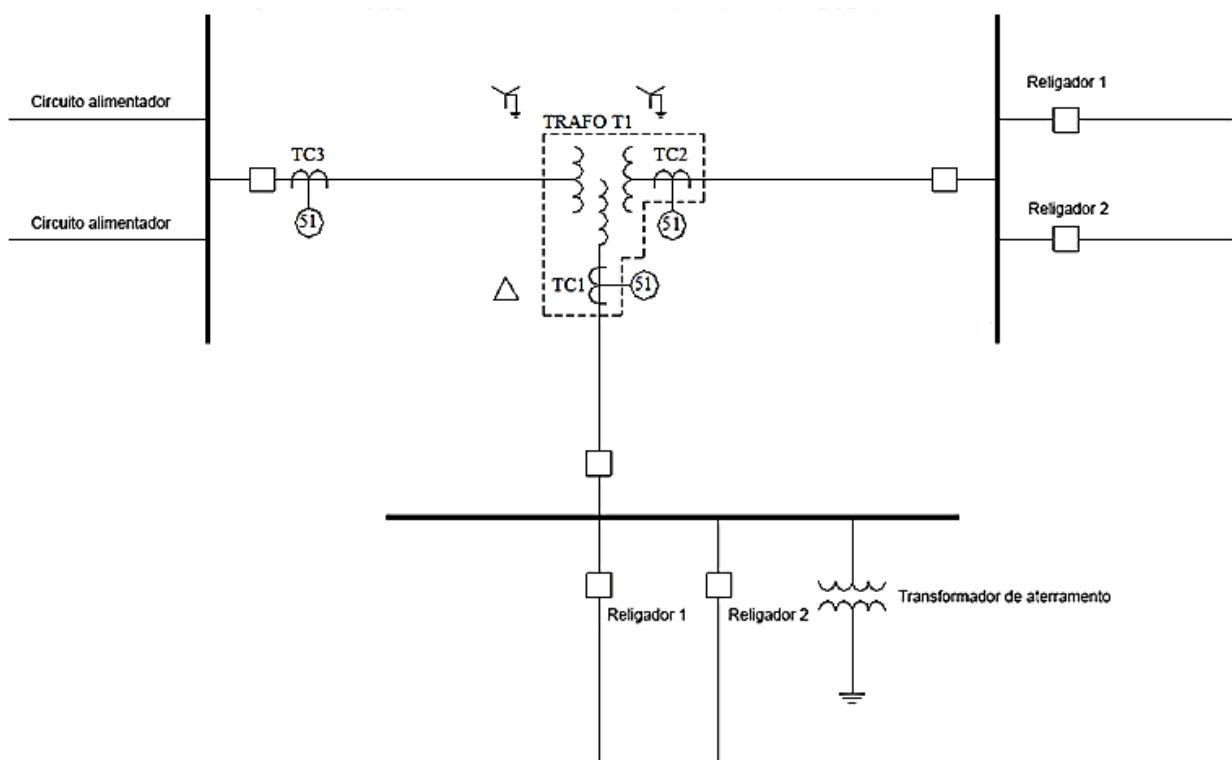 Circuito alimentador
Religador 1
TRAFO T1
TC3
TC2
51
51
Circuito alimentador
Religador 2
TC1
51
Religador 1
Religador 2
Transformador de aterramento